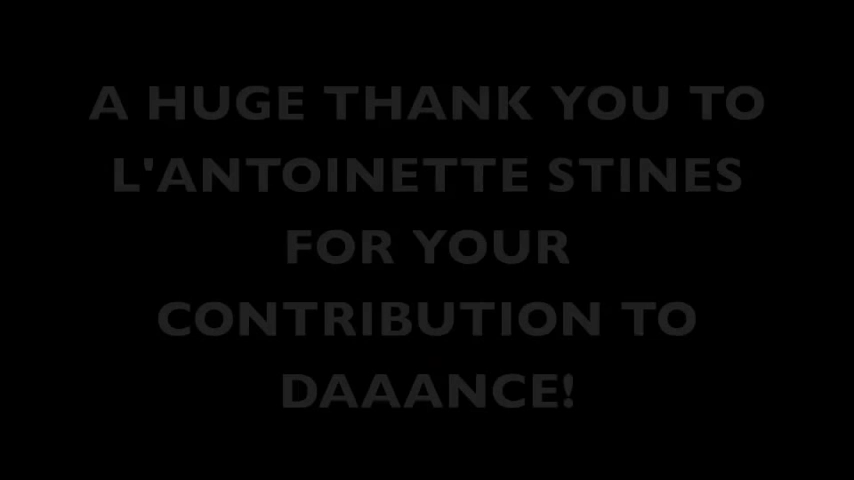 A HUGE THANK YOU TO
L'ANTOINETTE STINES
FOR YOUR
CONTRIBUTION TO
DAAANCE!